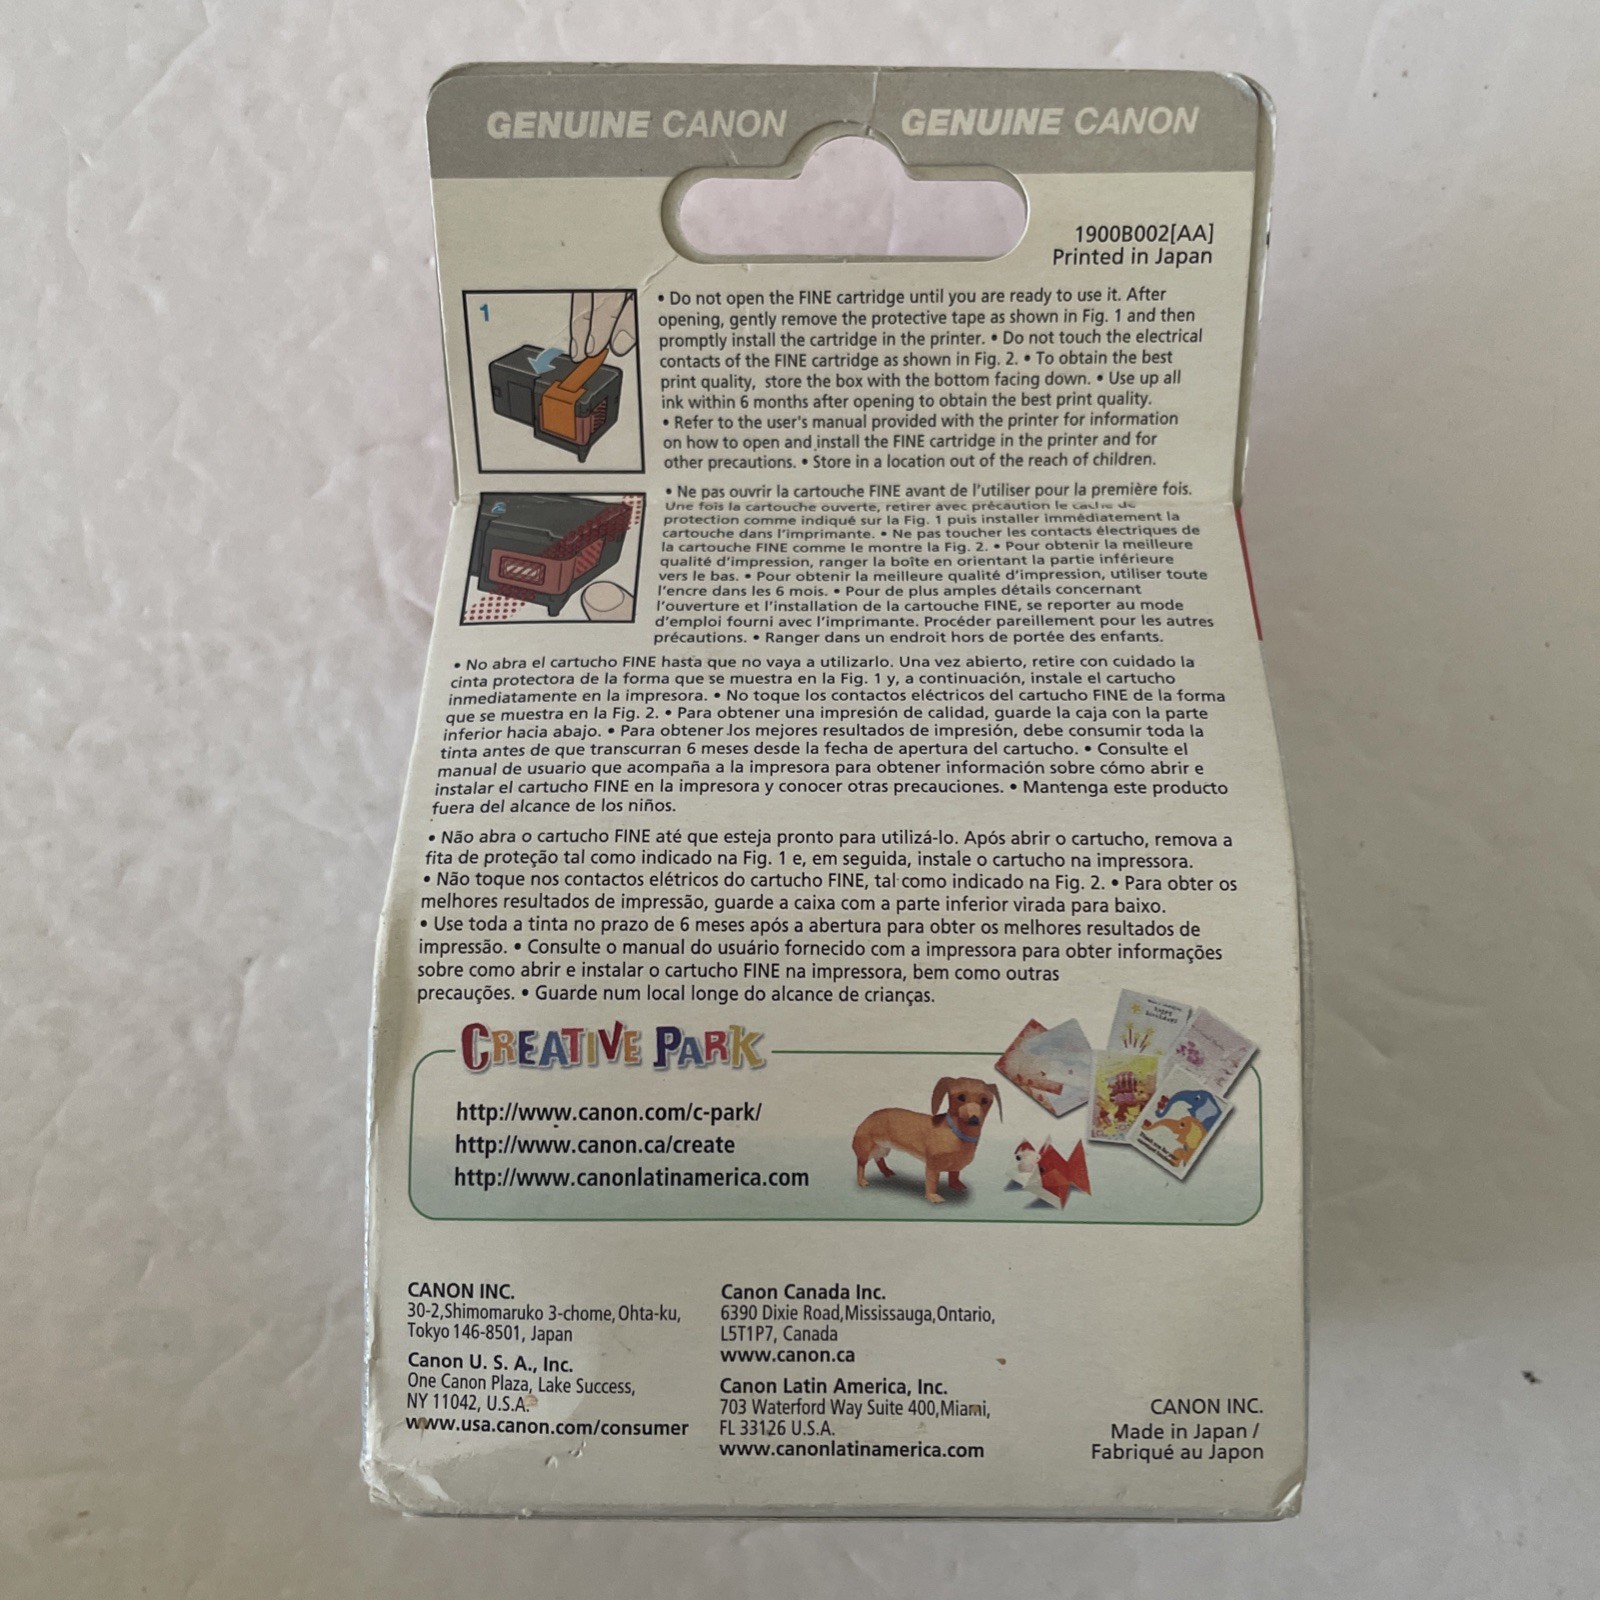 GENUINE CANON GENUINE CANON
1900B002[AA]
Printed in Japan
1
• Do not open the FINE cartridge until you are ready to use it. After
opening, gently remove the protective tape as shown in Fig. 1 and then
promptly install the cartridge in the printer. • Do not touch the electrical
contacts of the FINE cartridge as shown in Fig. 2. • To obtain the best
print quality, store the box with the bottom facing down. • Use up all
ink within 6 months after opening to obtain the best print quality.
• Refer to the user's manual provided with the printer for information
on how to open and install the FINE cartridge in the printer and for
other precautions. • Store in a location out of the reach of children.
2
• Ne pas ouvrir la cartouche FINE avant de l'utiliser pour la première fois.
Une fois la cartouche ouverte, retirer avec précaution le cache de
protection comme indiqué sur la Fig. 1 puis installer immédiatement la
cartouche dans l'imprimante. • Ne pas toucher les contacts électriques de
la cartouche FINE comme le montre la Fig. 2. • Pour obtenir la meilleure
qualité d'impression, ranger la boîte en orientant la partie inférieure
vers le bas. • Pour obtenir la meilleure qualité d'impression, utiliser toute
l'encre dans les 6 mois. • Pour de plus amples détails concernant
l'ouverture et l'installation de la cartouche FINE, se reporter au mode
d'emploi fourni avec l'imprimante. Procéder pareillement pour les autres
précautions. • Ranger dans un endroit hors de portée des enfants.
• No abra el cartucho FINE hasta que no vaya a utilizarlo. Una vez abierto, retire con cuidado la
cinta protectora de la forma que se muestra en la Fig. 1 y, a continuación, instale el cartucho
inmediatamente en la impresora. • No toque los contactos eléctricos del cartucho FINE de la forma
que se muestra en la Fig. 2. • Para obtener una impresión de calidad, guarde la caja con la parte
inferior hacia abajo. • Para obtener los mejores resultados de impresión, debe consumir toda la
tinta antes de que transcurran 6 meses desde la fecha de apertura del cartucho. • Consulte el
manual de usuario que acompaña a la impresora para obtener información sobre cómo abrir e
instalar el cartucho FINE en la impresora y conocer otras precauciones. • Mantenga este producto
fuera del alcance de los niños.
• Não abra o cartucho FINE até que esteja pronto para utilizá-lo. Após abrir o cartucho, remova a
fita de proteção tal como indicado na Fig. 1 e, em seguida, instale o cartucho na impressora.
• Não toque nos contactos elétricos do cartucho FINE, tal como indicado na Fig. 2. • Para obter os
melhores resultados de impressão, guarde a caixa com a parte inferior virada para baixo.
• Use toda a tinta no prazo de 6 meses após a abertura para obter os melhores resultados de
impressão. • Consulte o manual do usuário fornecido com a impressora para obter informações
sobre como abrir e instalar o cartucho FINE na impressora, bem como outras
precauções. • Guarde num local longe do alcance de crianças.
CREATIVE PARK
http://www.canon.com/c-park/
http://www.canon.ca/create
http://www.canonlatinamerica.com
CANON INC.
30-2,Shimomaruko 3-chome, Ohta-ku,
Tokyo 146-8501, Japan
Canon U. S. A., Inc.
One Canon Plaza, Lake Success,
NY 11042, U.S.A.
www.usa.canon.com/consumer
Canon Canada Inc.
6390 Dixie Road,Mississauga,Ontario,
L5T1P7, Canada
www.canon.ca
Canon Latin America, Inc.
703 Waterford Way Suite 400,Miami,
FL 33126 U.S.A.
www.canonlatinamerica.com
CANON INC.
Made in Japan /
Fabriqué au Japon